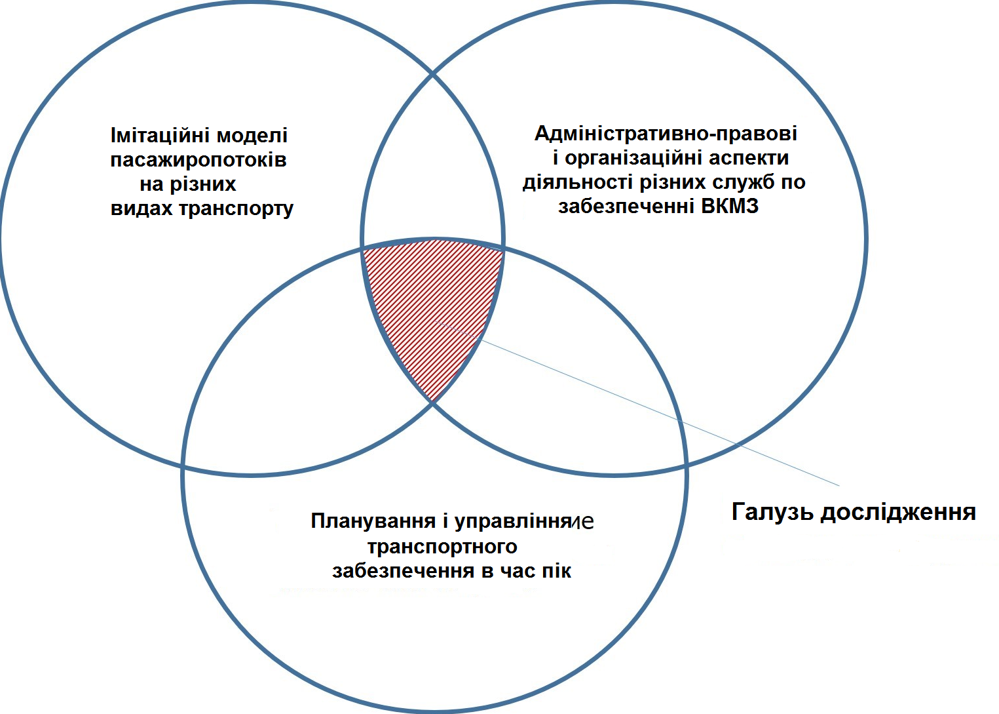 Імітаційні моделі
пасажиропотоків
на різних
видах транспорту
Адміністративно-правові
і організаційні аспекти
діяльності різних служб по
забезпеченні ВКМЗ
Планування і управлінняие
транспортного
забезпечення в час пік
Галузь дослідження